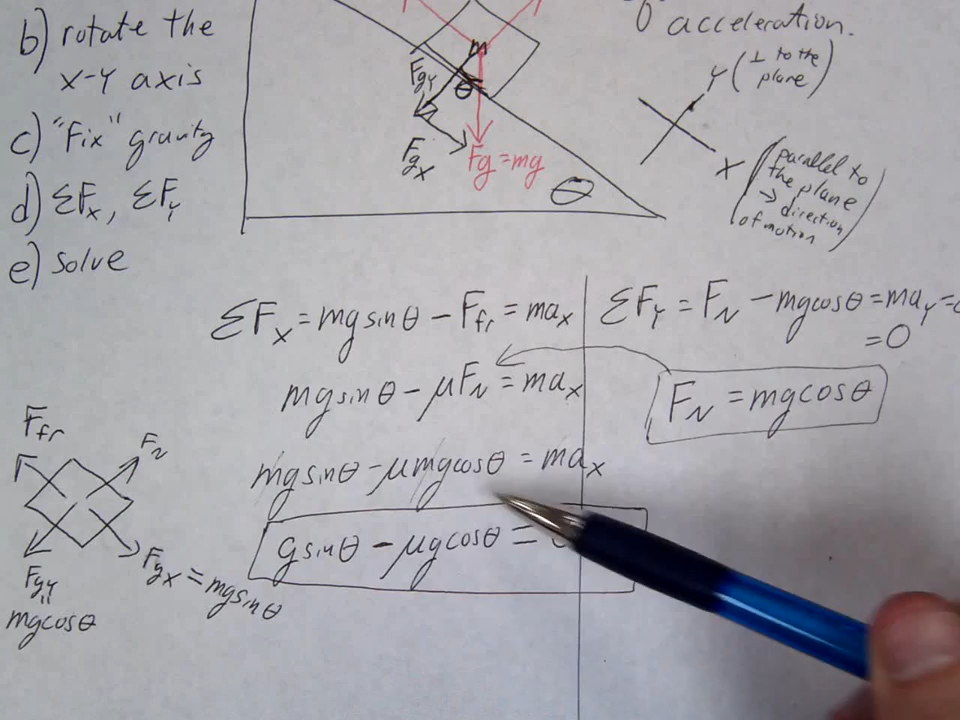 b) rotate the
x-y axis
c) "Fix" gravity
d) ΣFx, ΣFy
e) solve
acceleration.
m
Fgy
θ
Fgx
Fg=mg
θ
y (⊥ to the
plane)
x (parallel to
the plane
→ direction
of motion)
ΣFx = mg sinθ - Ffr = max
mg sinθ - μFN = max
mg sinθ - μmg cosθ = max
g sinθ - μg cosθ =
ΣFy = FN - mg cosθ = may =
= 0
FN = mg cosθ
Ffr
FN
Fgy
=
mg cosθ
Fgx = mg sinθ